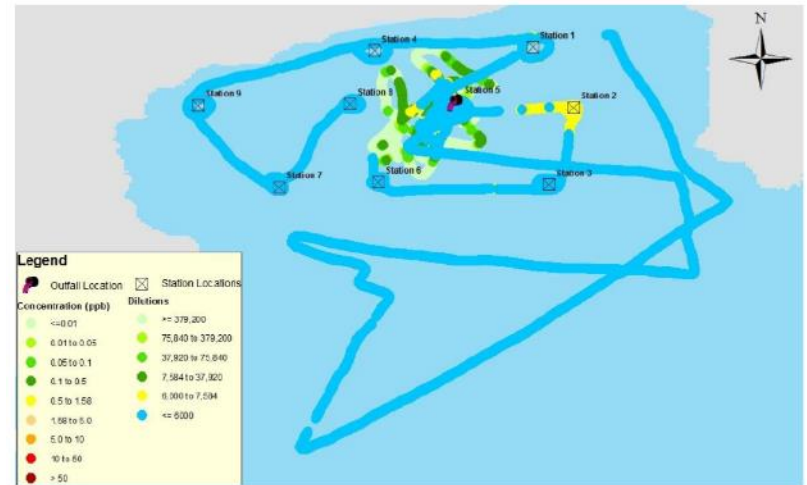 N
Station 4
Station 1
Station 5
Station 9
Station 8
Station 2
Station 7
Station 6
Station 3
Legend
Outfall Location
Station Locations
Concentration (ppb)
Dilutions
<=0.01
0.01 to 0.05
0.05 to 0.1
0.1 to 0.5
0.5 to 1.58
1.58 to 5.0
5.0 to 10
10 to 50
> 50
>= 379,200
75,840 to 379,200
37,920 to 75,840
7,584 to 37,920
6,000 to 7,584
<= 6000